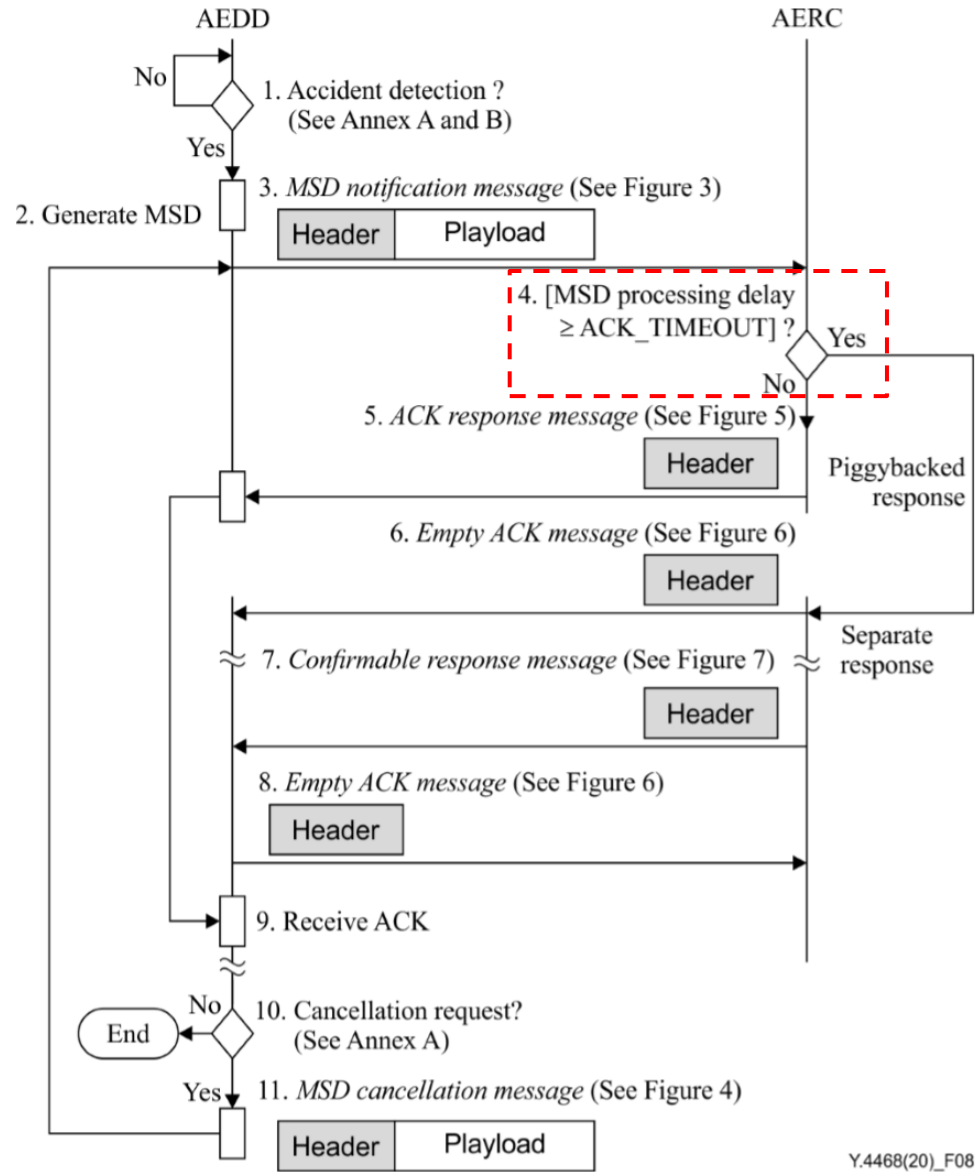 AEDD
AERC
No
1. Accident detection ?
(See Annex A and B)
Yes
3. MSD notification message (See Figure 3)
2. Generate MSD
Header
Playload
4. [MSD processing delay
≥ ACK_TIMEOUT] ?
Yes
No
5. ACK response message (See Figure 5)
Header
Piggybacked
response
6. Empty ACK message (See Figure 6)
Header
Separate
response
7. Confirmable response message (See Figure 7)
Header
8. Empty ACK message (See Figure 6)
Header
9. Receive ACK
No
10. Cancellation request?
(See Annex A)
End
Yes
11. MSD cancellation message (See Figure 4)
Header
Playload
Y.4468(20)_F08